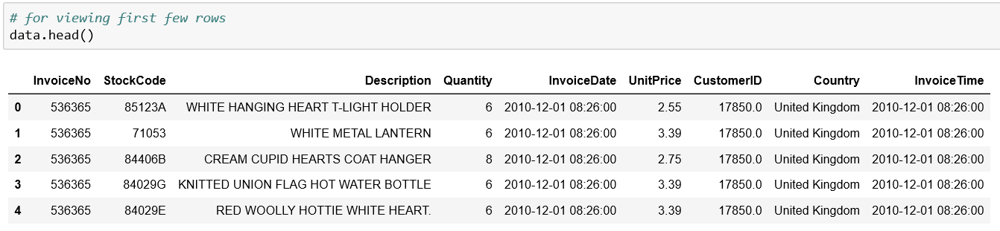 # for viewing first few rows
data.head()
InvoiceNo StockCode Description Quantity InvoiceDate UnitPrice CustomerID Country InvoiceTime
0 536365 85123A WHITE HANGING HEART T-LIGHT HOLDER 6 2010-12-01 08:26:00 2.55 17850.0 United Kingdom 2010-12-01 08:26:00
1 536365 71053 WHITE METAL LANTERN 6 2010-12-01 08:26:00 3.39 17850.0 United Kingdom 2010-12-01 08:26:00
2 536365 84406B CREAM CUPID HEARTS COAT HANGER 8 2010-12-01 08:26:00 2.75 17850.0 United Kingdom 2010-12-01 08:26:00
3 536365 84029G KNITTED UNION FLAG HOT WATER BOTTLE 6 2010-12-01 08:26:00 3.39 17850.0 United Kingdom 2010-12-01 08:26:00
4 536365 84029E RED WOOLLY HOTTIE WHITE HEART. 6 2010-12-01 08:26:00 3.39 17850.0 United Kingdom 2010-12-01 08:26:00